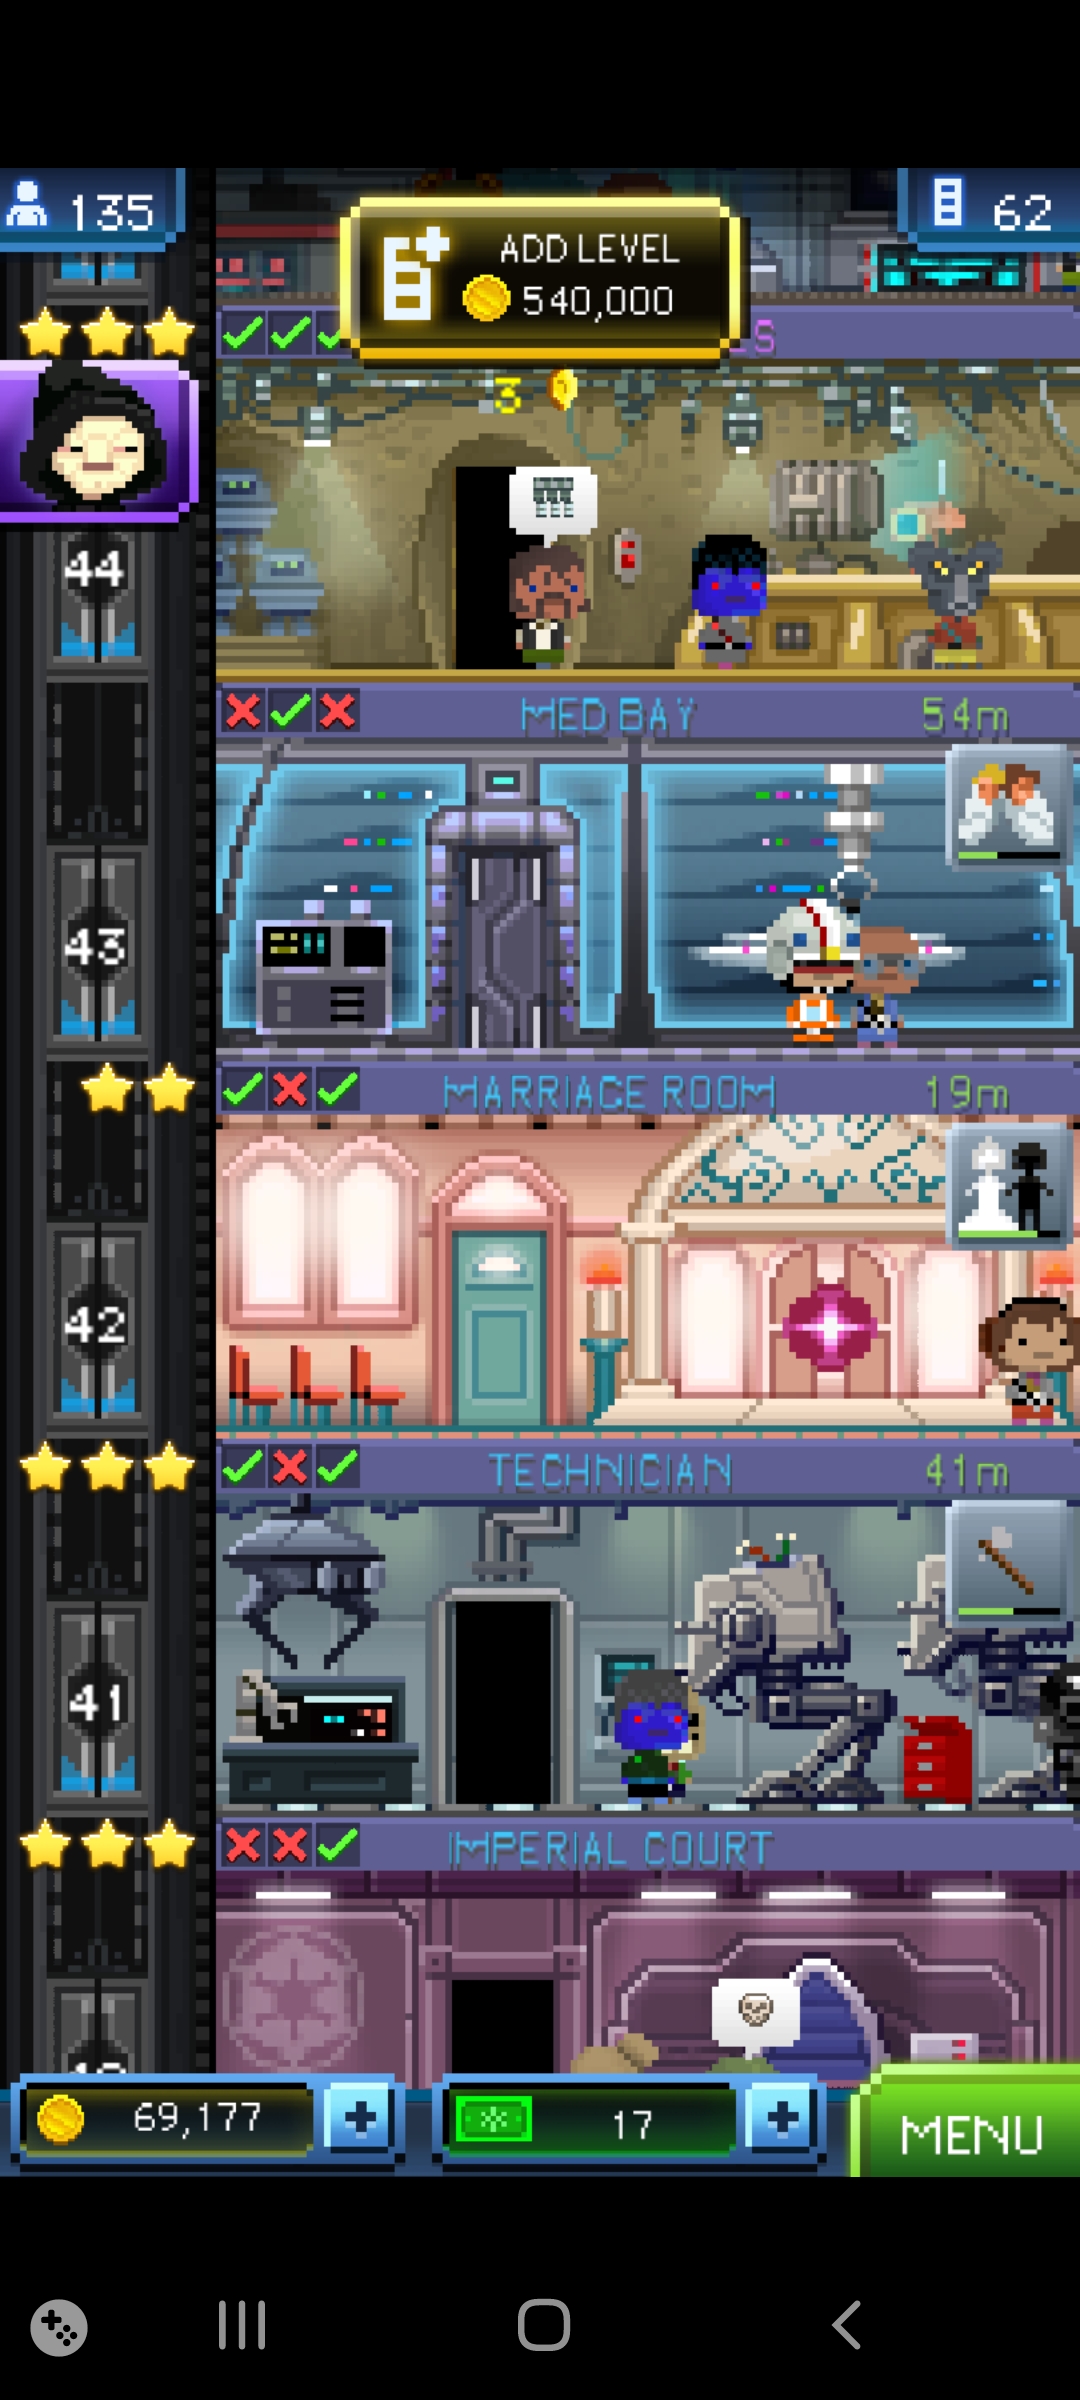 135
ADD LEVEL
540,000
62
3
44
MED BAY 54m
43
MARRIAGE ROOM 19m
42
TECHNICIAN 41m
41
IMPERIAL COURT
69,177
17
MENU